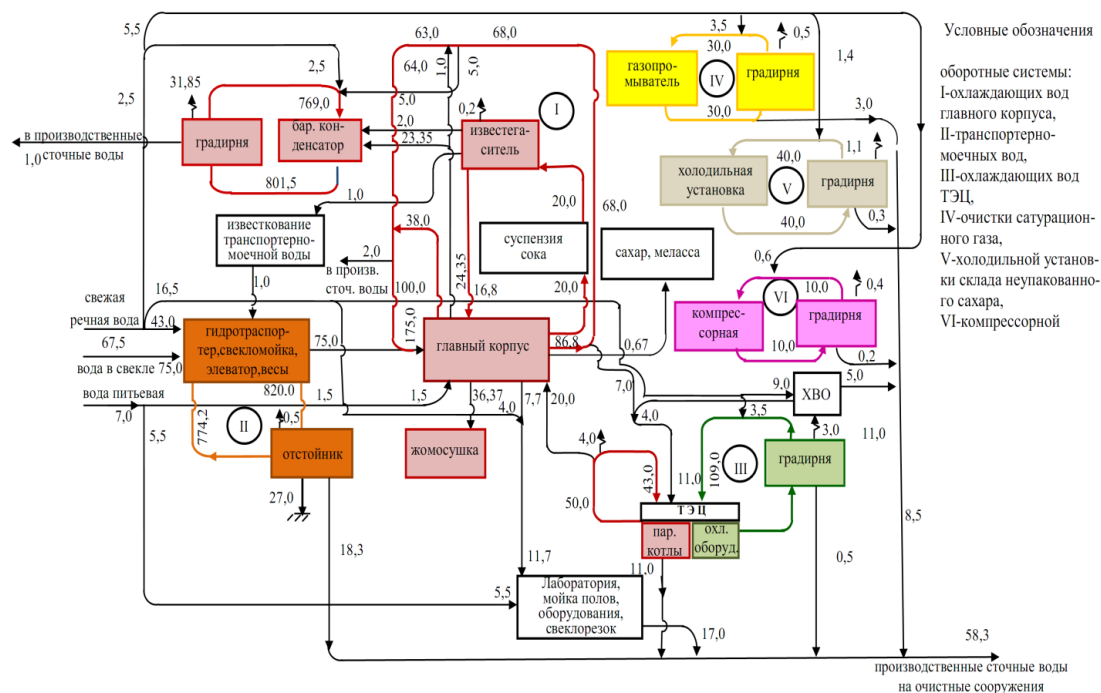 5,5
63,0
68,0
3,5
0,5
Условные обозначения
64,0
1,0
5,0
30,0
газопро-
мыватель
IV
градирня
30,0
1,4
2,5
31,85
2,5
769,0
5,0
0,2
I
оборотные системы:
I-охлаждающих вод
главного корпуса,
II-транспортерно-
моечных вод,
III-охлаждающих вод
ТЭЦ,
IV-очистки сатурацион-
ного газа,
V-холодильной установ-
ки склада неупакованно-
го сахара,
VI-компрессорной
3,0
2,0
23,35
в производственные
1,0
сточные воды
градирня
бар. кон-
денсатор
известега-
ситель
801,5
40,0
1,1
холодильная
установка
V
градирня
40,0
0,3
1,0
20,0
68,0
известкование
транспортерно-
моечной воды
38,0
суспензия
сока
сахар, меласса
2,0
в произв.
сточ. воды
24,35
1,0
100,0
16,8
20,0
0,6
10,0
0,4
VI
компрес-
сорная
градирня
10,0
0,2
свежая
16,5
речная вода
43,0
67,5
вода в свекле
75,0
гидротраспор-
тер,свекломойка,
элеватор,весы
75,0
175,0
главный корпус
86,8
0,67
820,0
вода питьевая
7,0
1,5
1,5
36,37
7,7
20,0
7,0
9,0
ХВО
5,0
5,5
774,2
II
0,5
отстойник
4,0
4,0
3,5
11,0
жомосушка
4,0
43,0
11,0
109,0
III
3,0
градирня
27,0
50,0
Т Э Ц
пар.
котлы
охл.
оборуд.
8,5
18,3
11,7
11,0
0,5
5,5
Лаборатория,
мойка полов,
оборудования,
свеклорезок
17,0
58,3
производственные сточные воды
на очистные сооружения